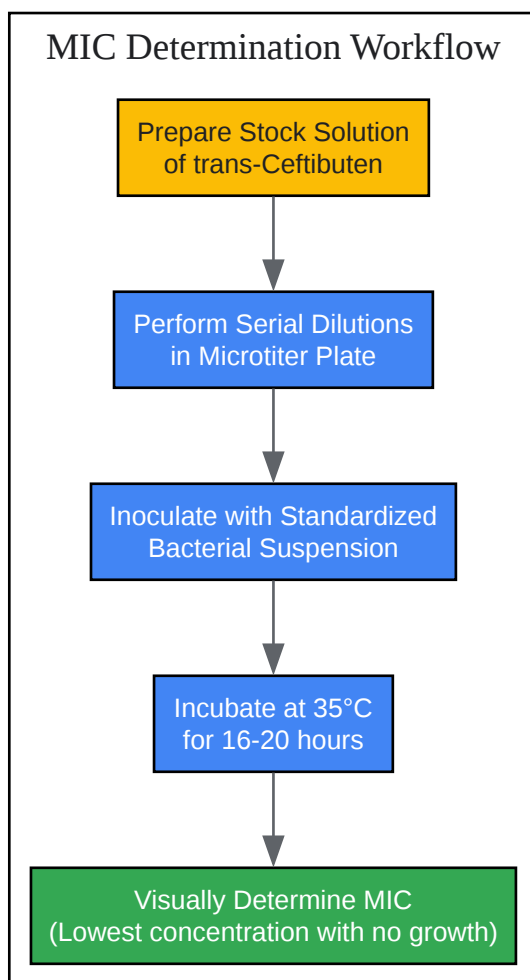 MIC Determination Workflow
Prepare Stock Solution
of trans-Ceftibuten
Perform Serial Dilutions
in Microtiter Plate
Inoculate with Standardized
Bacterial Suspension
Incubate at 35°C
for 16-20 hours
Visually Determine MIC
(Lowest concentration with no growth)